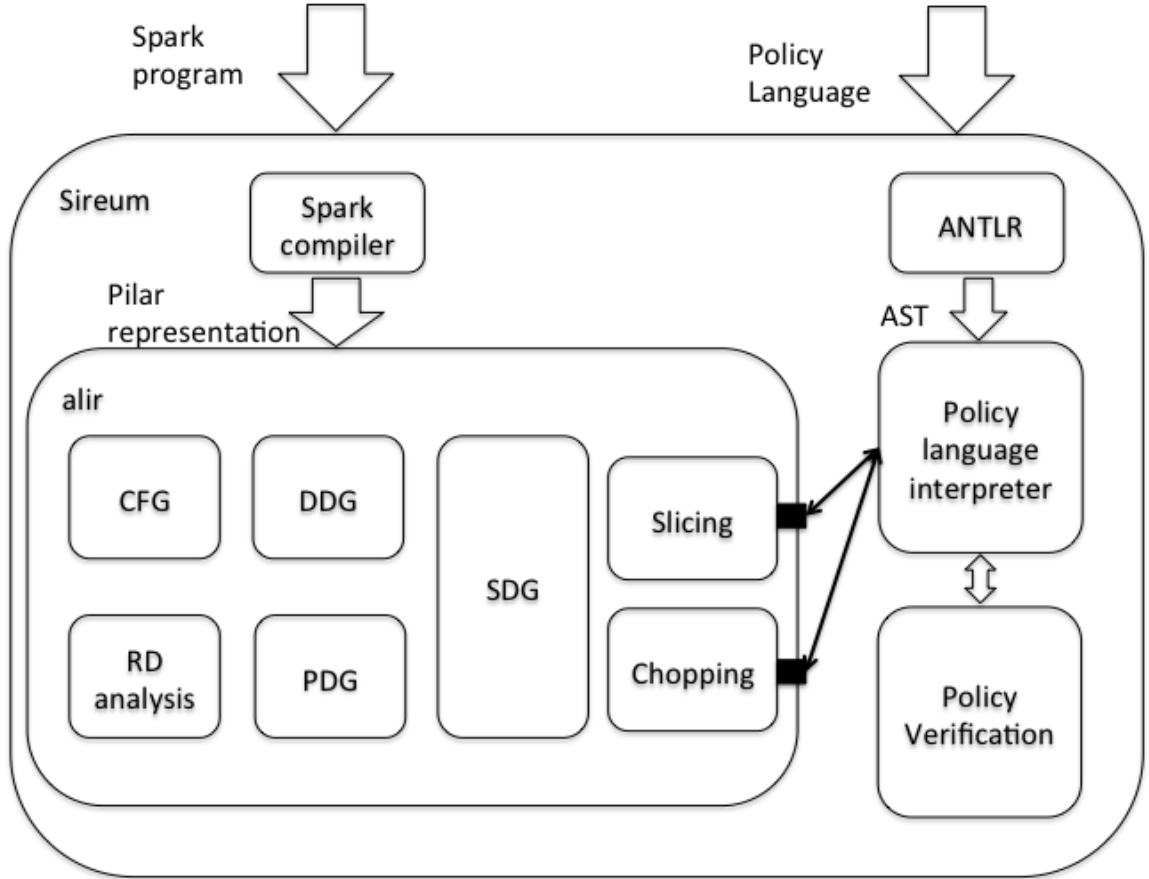 Spark
program
Policy
Language
Sireum
Spark
compiler
ANTLR
Pilar
representation
AST
alir
Policy
language
interpreter
CFG
DDG
SDG
Slicing
RD
analysis
PDG
Chopping
Policy
Verification